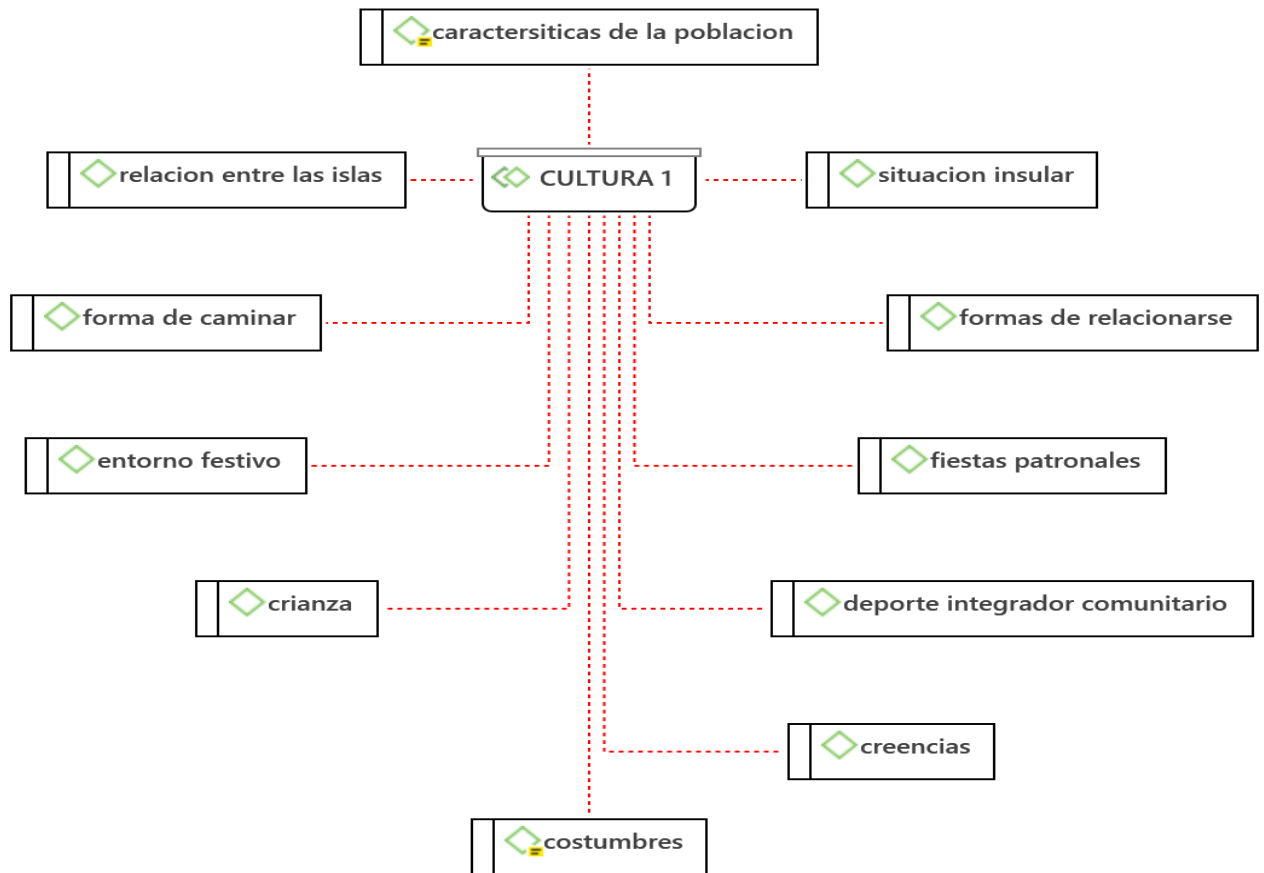 caractersiticas de la poblacion
relacion entre las islas
CULTURA 1
situacion insular
forma de caminar
formas de relacionarse
entorno festivo
fiestas patronales
crianza
deporte integrador comunitario
creencias
costumbres